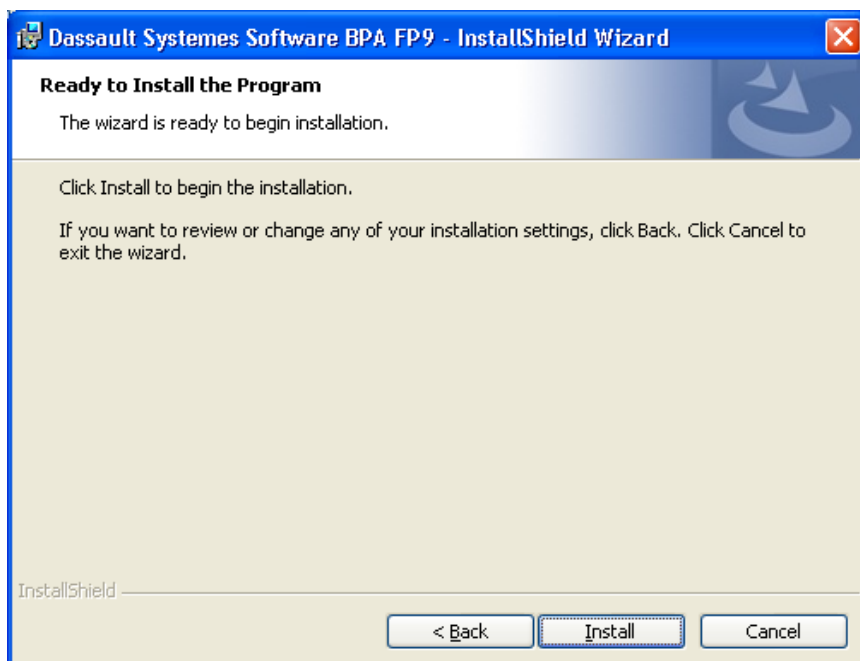 Dassault Systemes Software BPA FP9 - InstallShield Wizard
Ready to Install the Program
The wizard is ready to begin installation.
Click Install to begin the installation.
If you want to review or change any of your installation settings, click Back. Click Cancel to
exit the wizard.
InstallShield
< Back Install Cancel